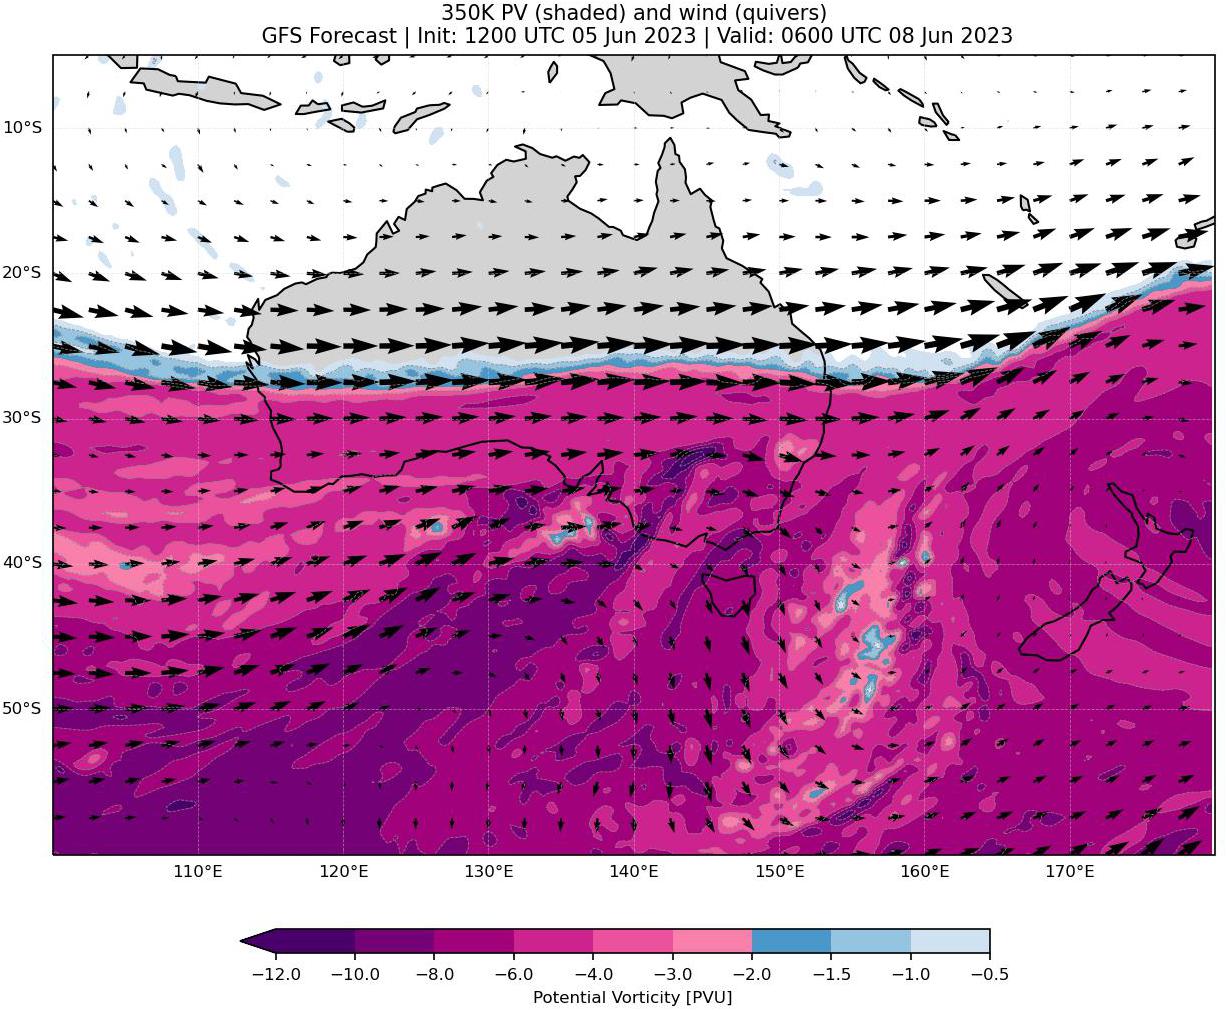 350K PV (shaded) and wind (quivers)
GFS Forecast | Init: 1200 UTC 05 Jun 2023 | Valid: 0600 UTC 08 Jun 2023
10°S
20°S
30°S
40°S
50°S
110°E 120°E 130°E 140°E 150°E 160°E 170°E
−12.0 −10.0 −8.0 −6.0 −4.0 −3.0 −2.0 −1.5 −1.0 −0.5
Potential Vorticity [PVU]